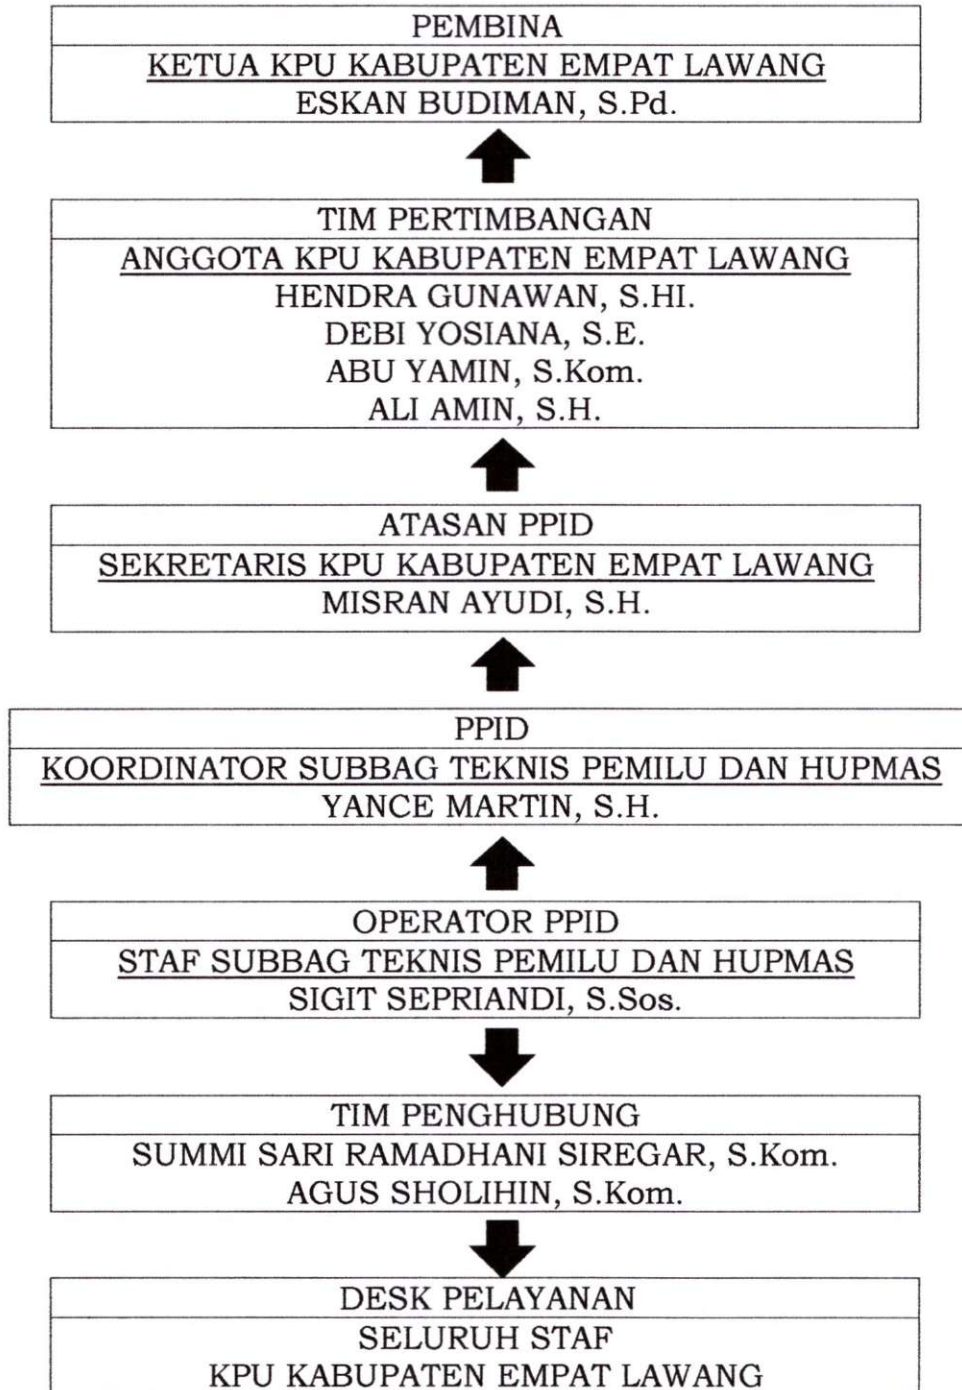 PEMBINA
KETUA KPU KABUPATEN EMPAT LAWANG
ESKAN BUDIMAN, S.Pd.
TIM PERTIMBANGAN
ANGGOTA KPU KABUPATEN EMPAT LAWANG
HENDRA GUNAWAN, S.HI.
DEBI YOSIANA, S.E.
ABU YAMIN, S.Kom.
ALI AMIN, S.H.
ATASAN PPID
SEKRETARIS KPU KABUPATEN EMPAT LAWANG
MISRAN AYUDI, S.H.
PPID
KOORDINATOR SUBBAG TEKNIS PEMILU DAN HUPMAS
YANCE MARTIN, S.H.
OPERATOR PPID
STAF SUBBAG TEKNIS PEMILU DAN HUPMAS
SIGIT SEPRIANDI, S.Sos.
TIM PENGHUBUNG
SUMMI SARI RAMADHANI SIREGAR, S.Kom.
AGUS SHOLIHIN, S.Kom.
DESK PELAYANAN
SELURUH STAF
KPU KABUPATEN EMPAT LAWANG